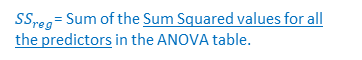 SSreg= Sum of the Sum Squared values for all
the predictors in the ANOVA table.